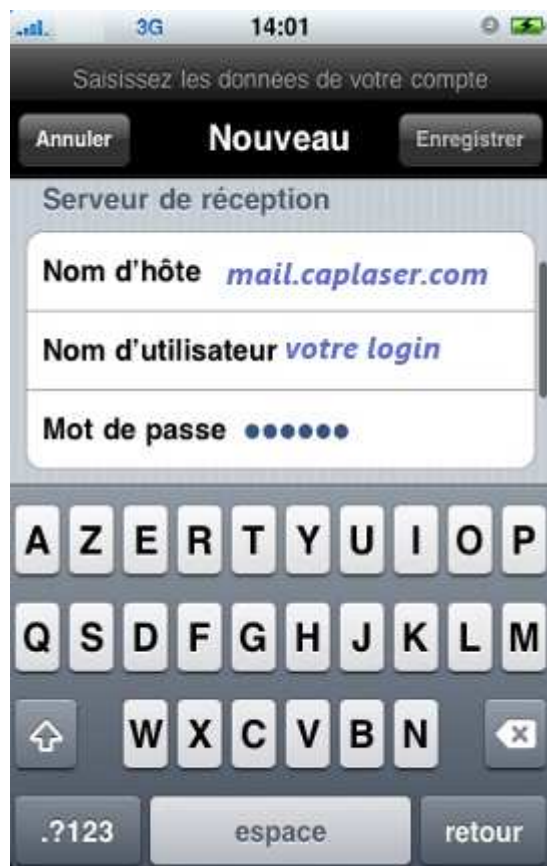 3G 14:01
Saisissez les données de votre compte
Annuler Nouveau Enregistrer
Serveur de réception
Nom d'hôte mail.caplaser.com
Nom d'utilisateur votre login
Mot de passe ••••••
A Z E R T Y U I O P
Q S D F G H J K L M
W X C V B N
.?123 espace retour